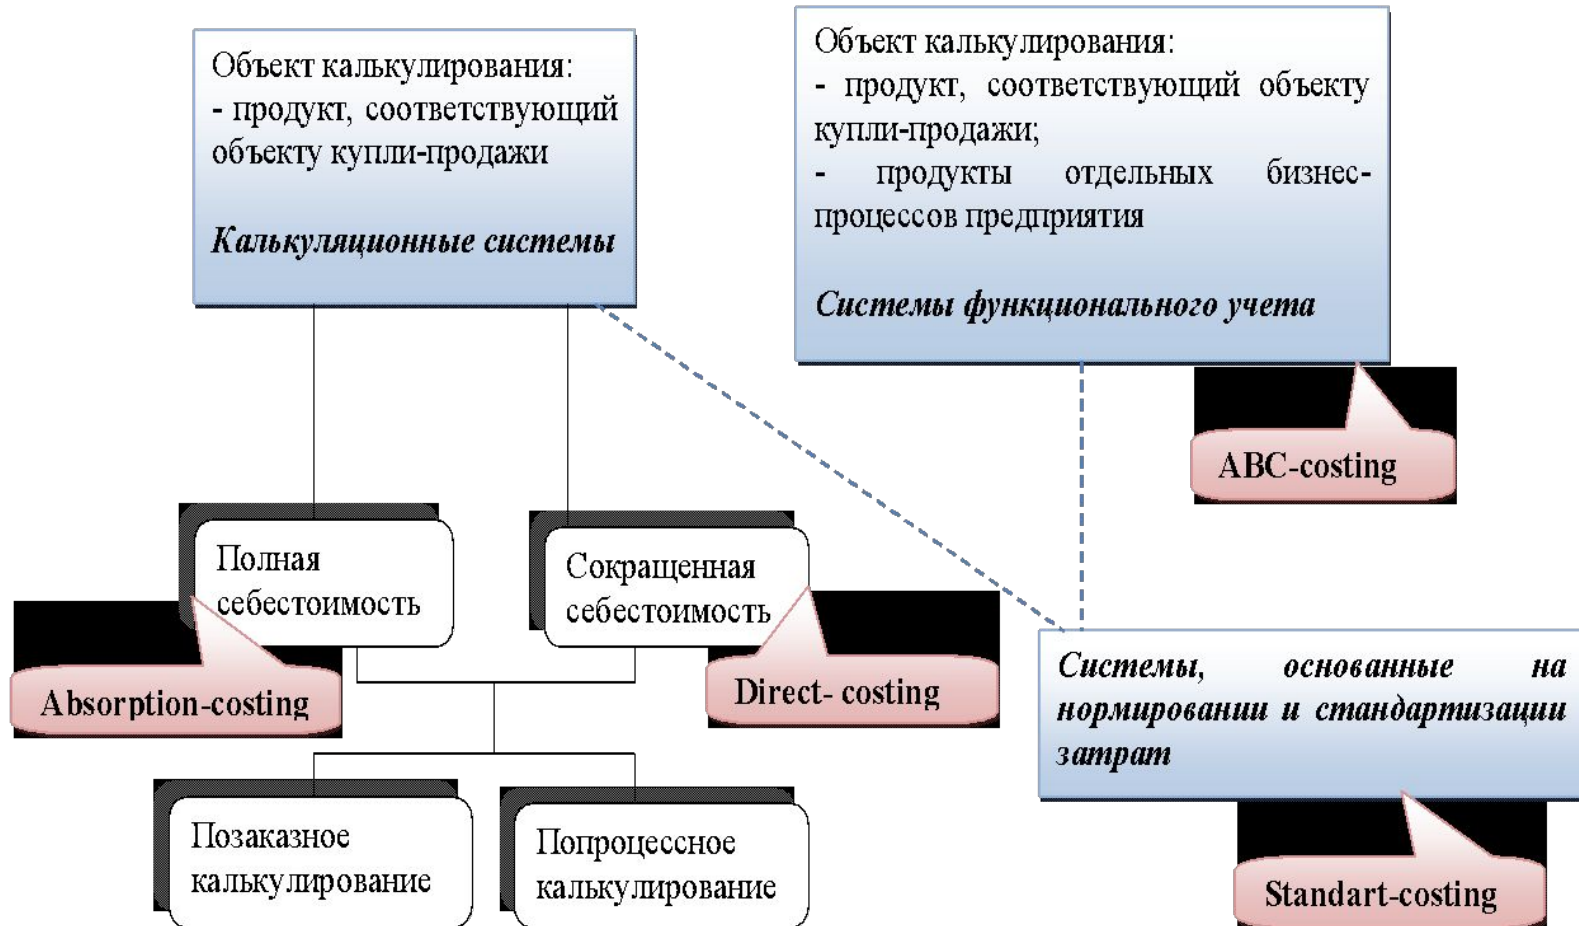 Объект калькулирования:
- продукт, соответствующий
объекту купли-продажи
Калькуляционные системы
Объект калькулирования:
- продукт, соответствующий объекту
купли-продажи;
- продукты отдельных бизнес-
процессов предприятия
Системы функционального учета
ABC-costing
Полная
себестоимость
Сокращенная
себестоимость
Absorption-costing
Direct- costing
Системы, основанные на
нормировании и стандартизации
затрат
Позаказное
калькулирование
Попроцессное
калькулирование
Standart-costing